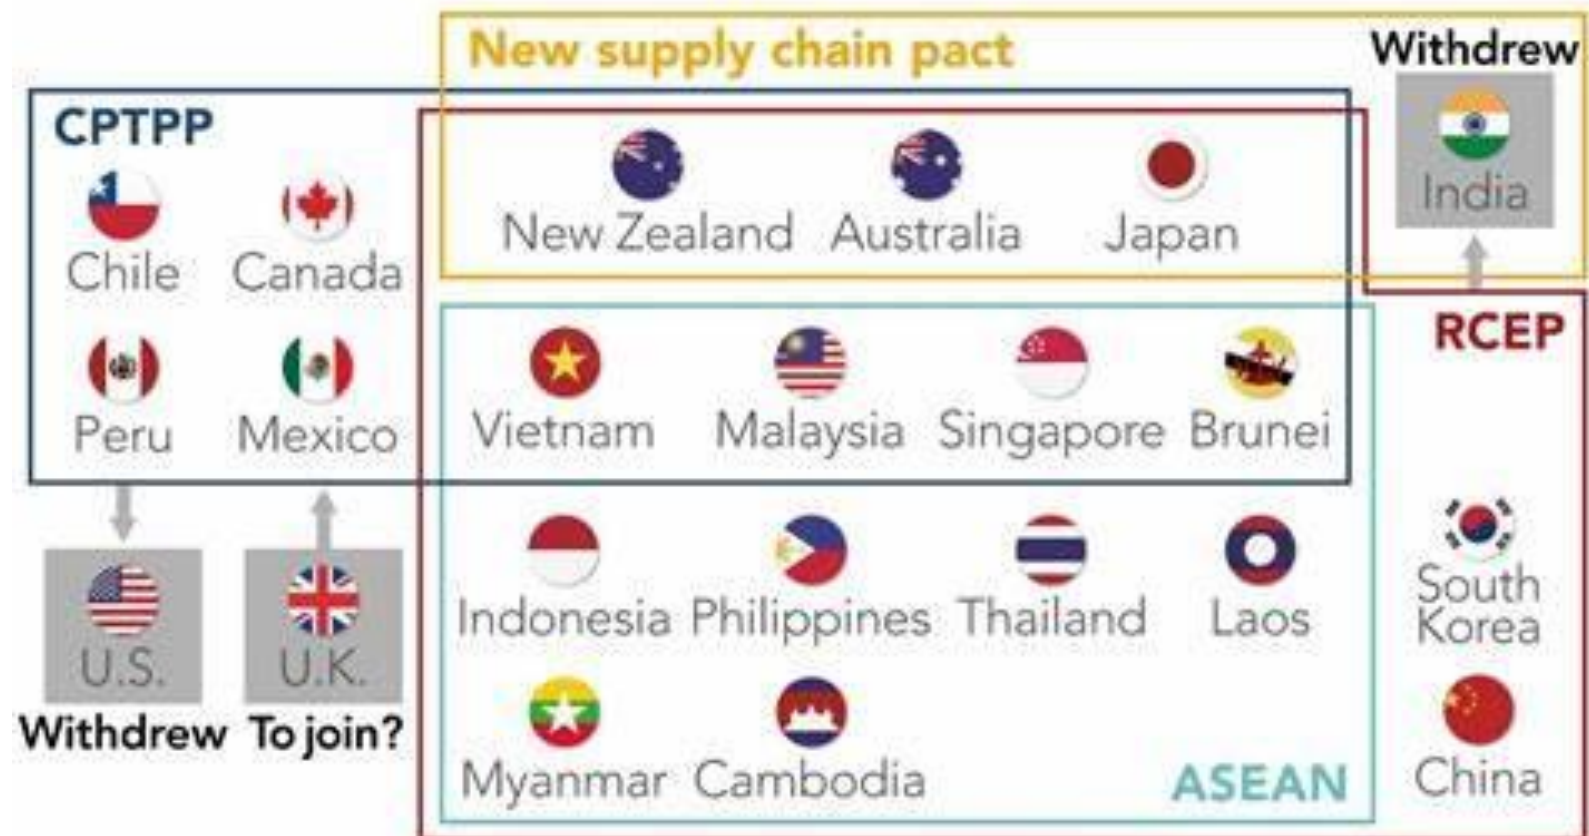 New supply chain pact
Withdrew
India
CPTPP
New Zealand Australia Japan
Chile Canada
RCEP
Peru Mexico
Vietnam Malaysia Singapore Brunei
Indonesia Philippines Thailand Laos
South
Korea
U.S. U.K.
Withdrew To join?
Myanmar Cambodia
ASEAN
China